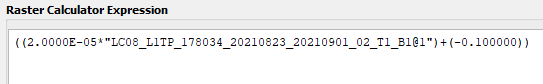 Raster Calculator Expression
((2.0000E-05*"LC08_L1TP_178034_20210823_20210901_02_T1_B1@1")+(-0.100000))